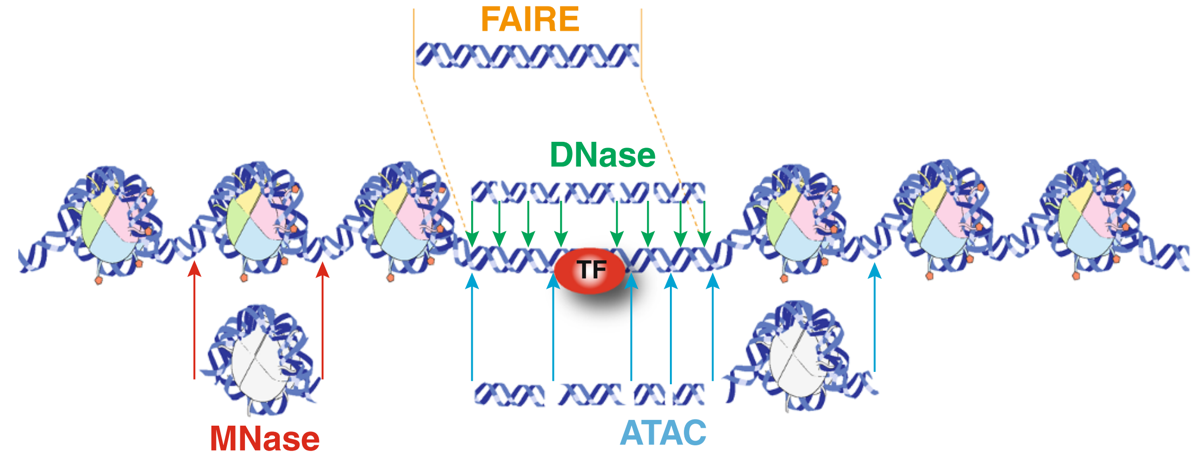 FAIRE
DNase
TF
MNase
ATAC